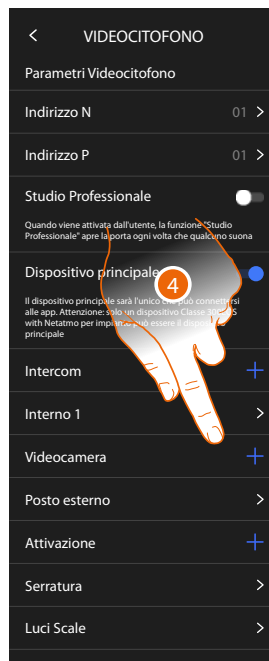 VIDEOCITOFONO
Parametri Videocitofono
Indirizzo N 01
Indirizzo P 01
Studio Professionale
Quando viene attivata dall'utente, la funzione "Studio
Professionale" apre la porta ogni volta che qualcuno suona
Dispositivo principale
4
Il dispositivo principale sarà l'unico che può connettersi
alle app. Attenzione: solo un dispositivo Classe
with Netatmo per impianto può essere il dispositivo
principale
Intercom
Interno 1
Videocamera
Posto esterno
Attivazione
Serratura
Luci Scale